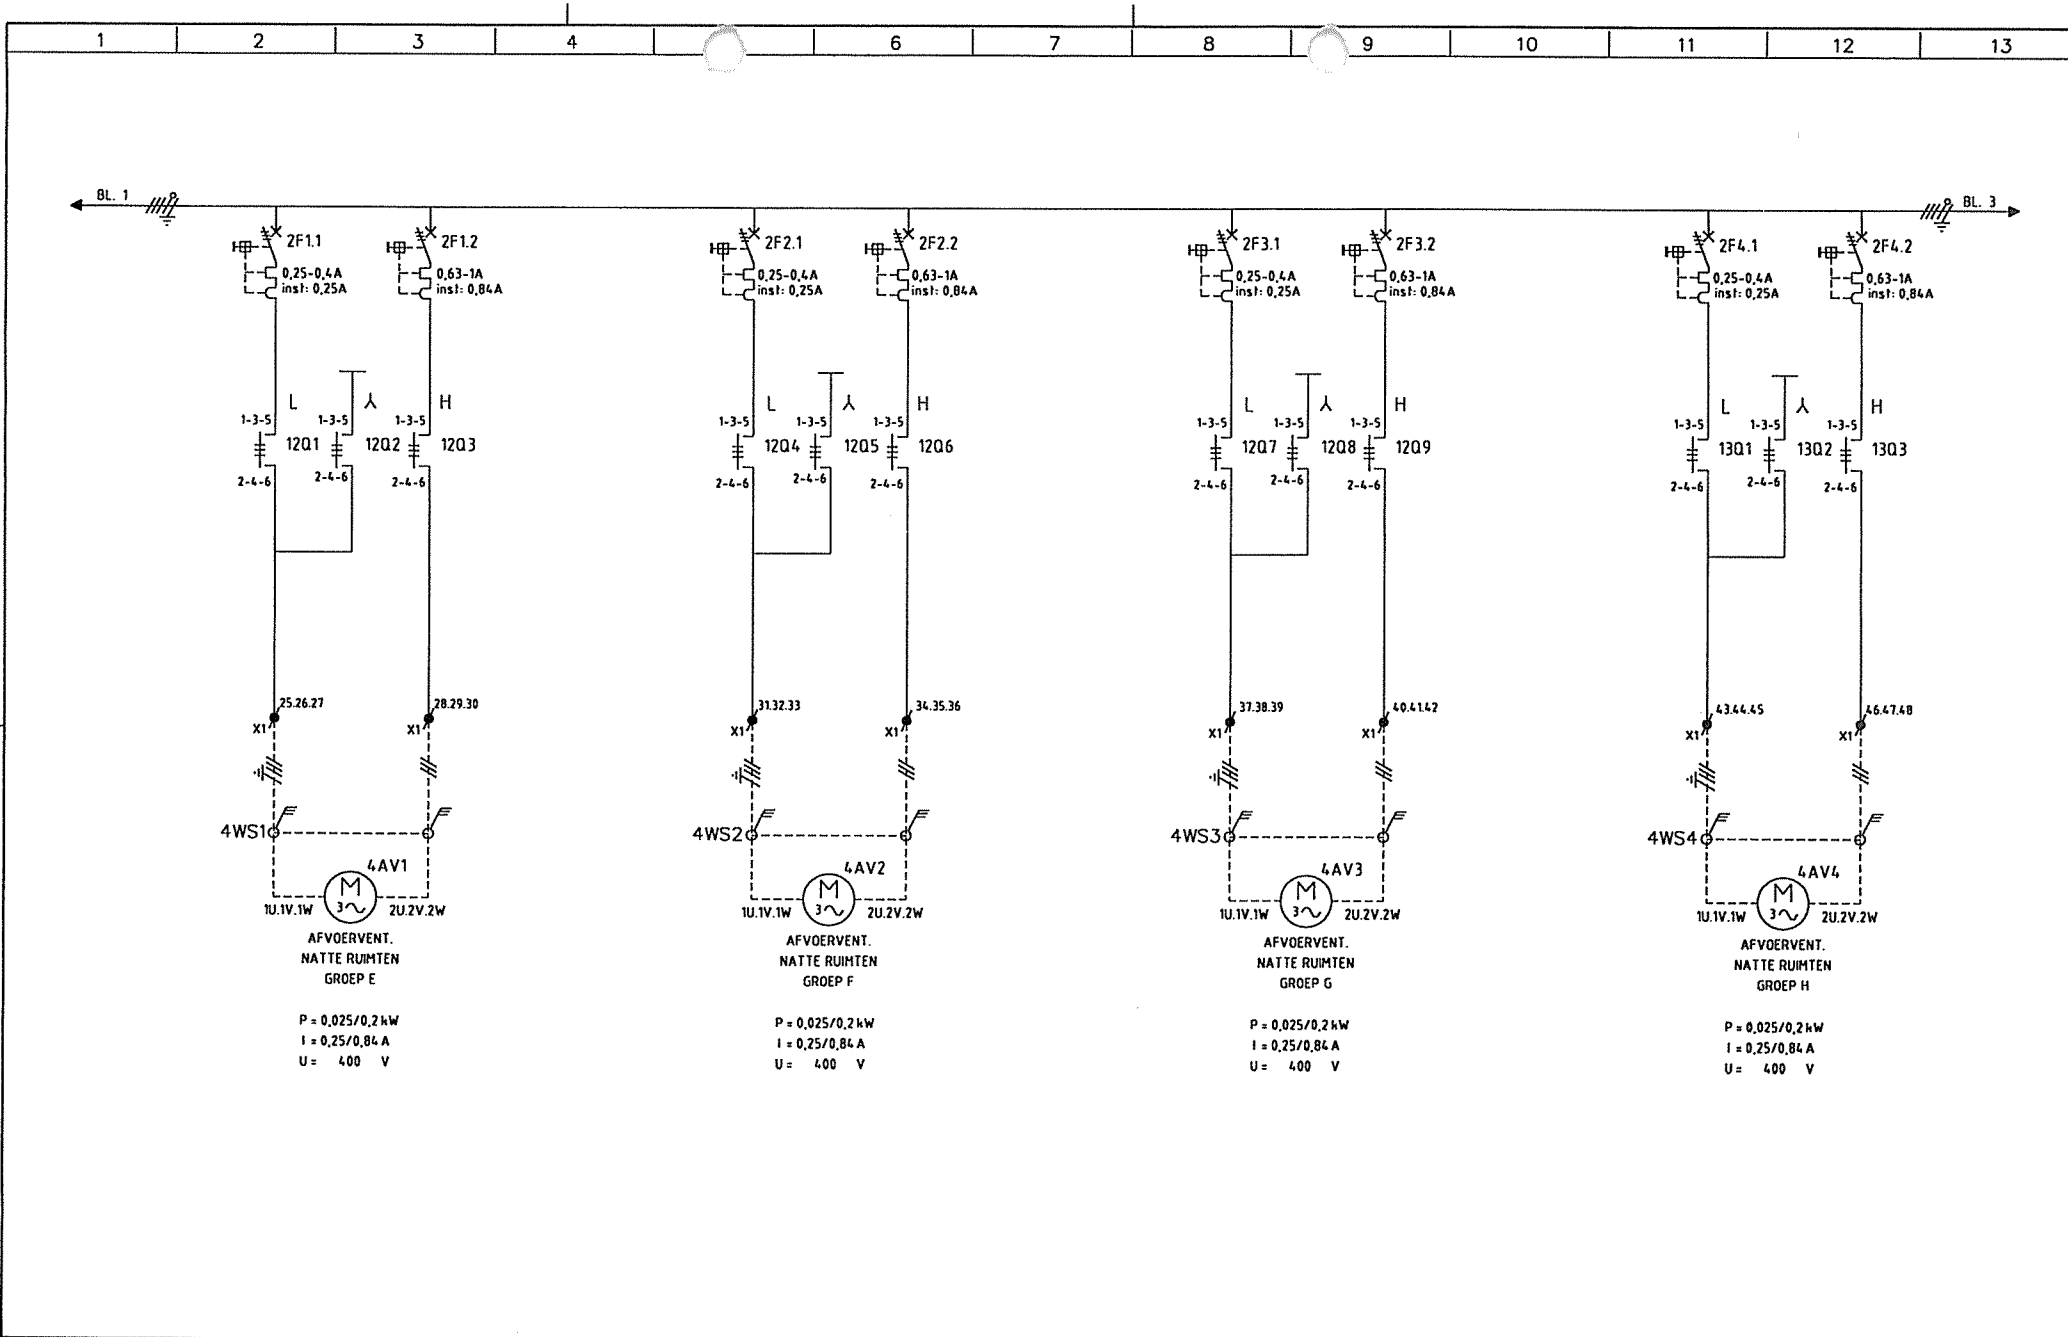 1 2 3 4 6 7 8 9 10 11 12 13
BL. 1
BL. 3
2F1.1
0,25-0,4A
inst: 0,25A
2F1.2
0,63-1A
inst: 0,84A
2F2.1
0,25-0,4A
inst: 0,25A
2F2.2
0,63-1A
inst: 0,84A
2F3.1
0,25-0,4A
inst: 0,25A
2F3.2
0,63-1A
inst: 0,84A
2F4.1
0,25-0,4A
inst: 0,25A
2F4.2
0,63-1A
inst: 0,84A
L H L H L H L H
1-3-5 1-3-5 1-3-5 1-3-5 1-3-5 1-3-5 1-3-5 1-3-5 1-3-5 1-3-5 1-3-5 1-3-5
12Q1 12Q2 12Q3 12Q4 12Q5 12Q6 12Q7 12Q8 12Q9 13Q1 13Q2 13Q3
2-4-6 2-4-6 2-4-6 2-4-6 2-4-6 2-4-6 2-4-6 2-4-6 2-4-6 2-4-6 2-4-6 2-4-6
25.26.27 28.29.30 31.32.33 34.35.36 37.38.39 40.41.42 43.44.45 46.47.48
X1 X1 X1 X1 X1 X1 X1 X1
4WS1 4WS2 4WS3 4WS4
4AV1
M
3~
1U.1V.1W 2U.2V.2W
AFVOERVENT.
NATTE RUIMTEN
GROEP E
P = 0,025/0,2 kW
I = 0,25/0,84 A
U = 400 V
4AV2
M
3~
1U.1V.1W 2U.2V.2W
AFVOERVENT.
NATTE RUIMTEN
GROEP F
P = 0,025/0,2 kW
I = 0,25/0,84 A
U = 400 V
4AV3
M
3~
1U.1V.1W 2U.2V.2W
AFVOERVENT.
NATTE RUIMTEN
GROEP G
P = 0,025/0,2 kW
I = 0,25/0,84 A
U = 400 V
4AV4
M
3~
1U.1V.1W 2U.2V.2W
AFVOERVENT.
NATTE RUIMTEN
GROEP H
P = 0,025/0,2 kW
I = 0,25/0,84 A
U = 400 V